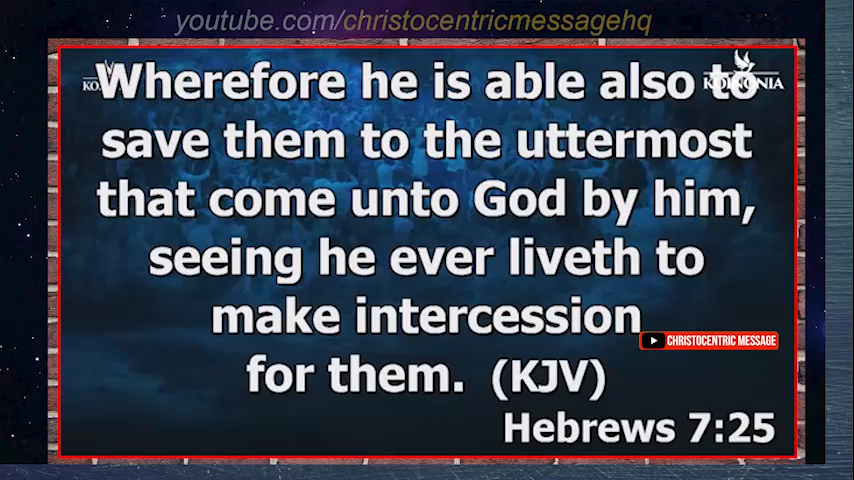 youtube.com/christocentricmessagehq
Wherefore he is able also to
KOINONIA
save them to the uttermost
that come unto God by him,
seeing he ever liveth to
make intercession
CHRISTOCENTRIC MESSAGE
for them. (KJV)
Hebrews 7:25